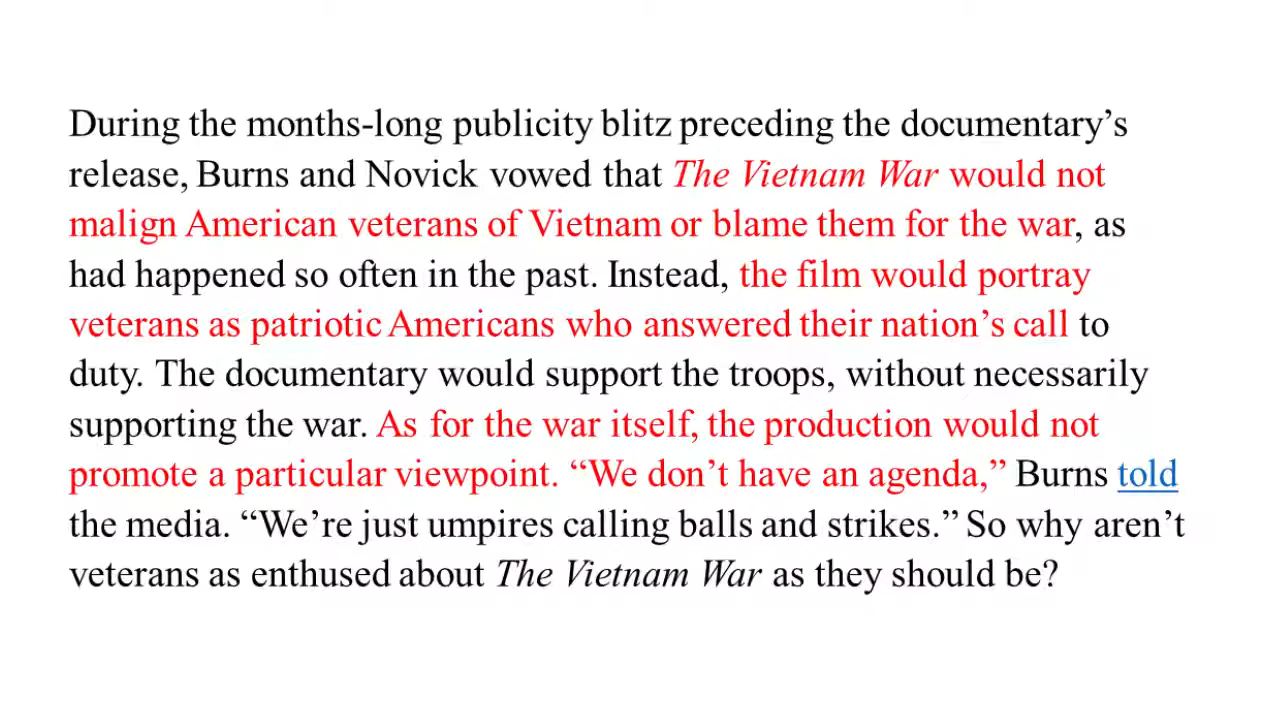 During the months-long publicity blitz preceding the documentary’s
release, Burns and Novick vowed that The Vietnam War would not
malign American veterans of Vietnam or blame them for the war, as
had happened so often in the past. Instead, the film would portray
veterans as patriotic Americans who answered their nation’s call to
duty. The documentary would support the troops, without necessarily
supporting the war. As for the war itself, the production would not
promote a particular viewpoint. “We don’t have an agenda,” Burns told
the media. “We’re just umpires calling balls and strikes.” So why aren’t
veterans as enthused about The Vietnam War as they should be?